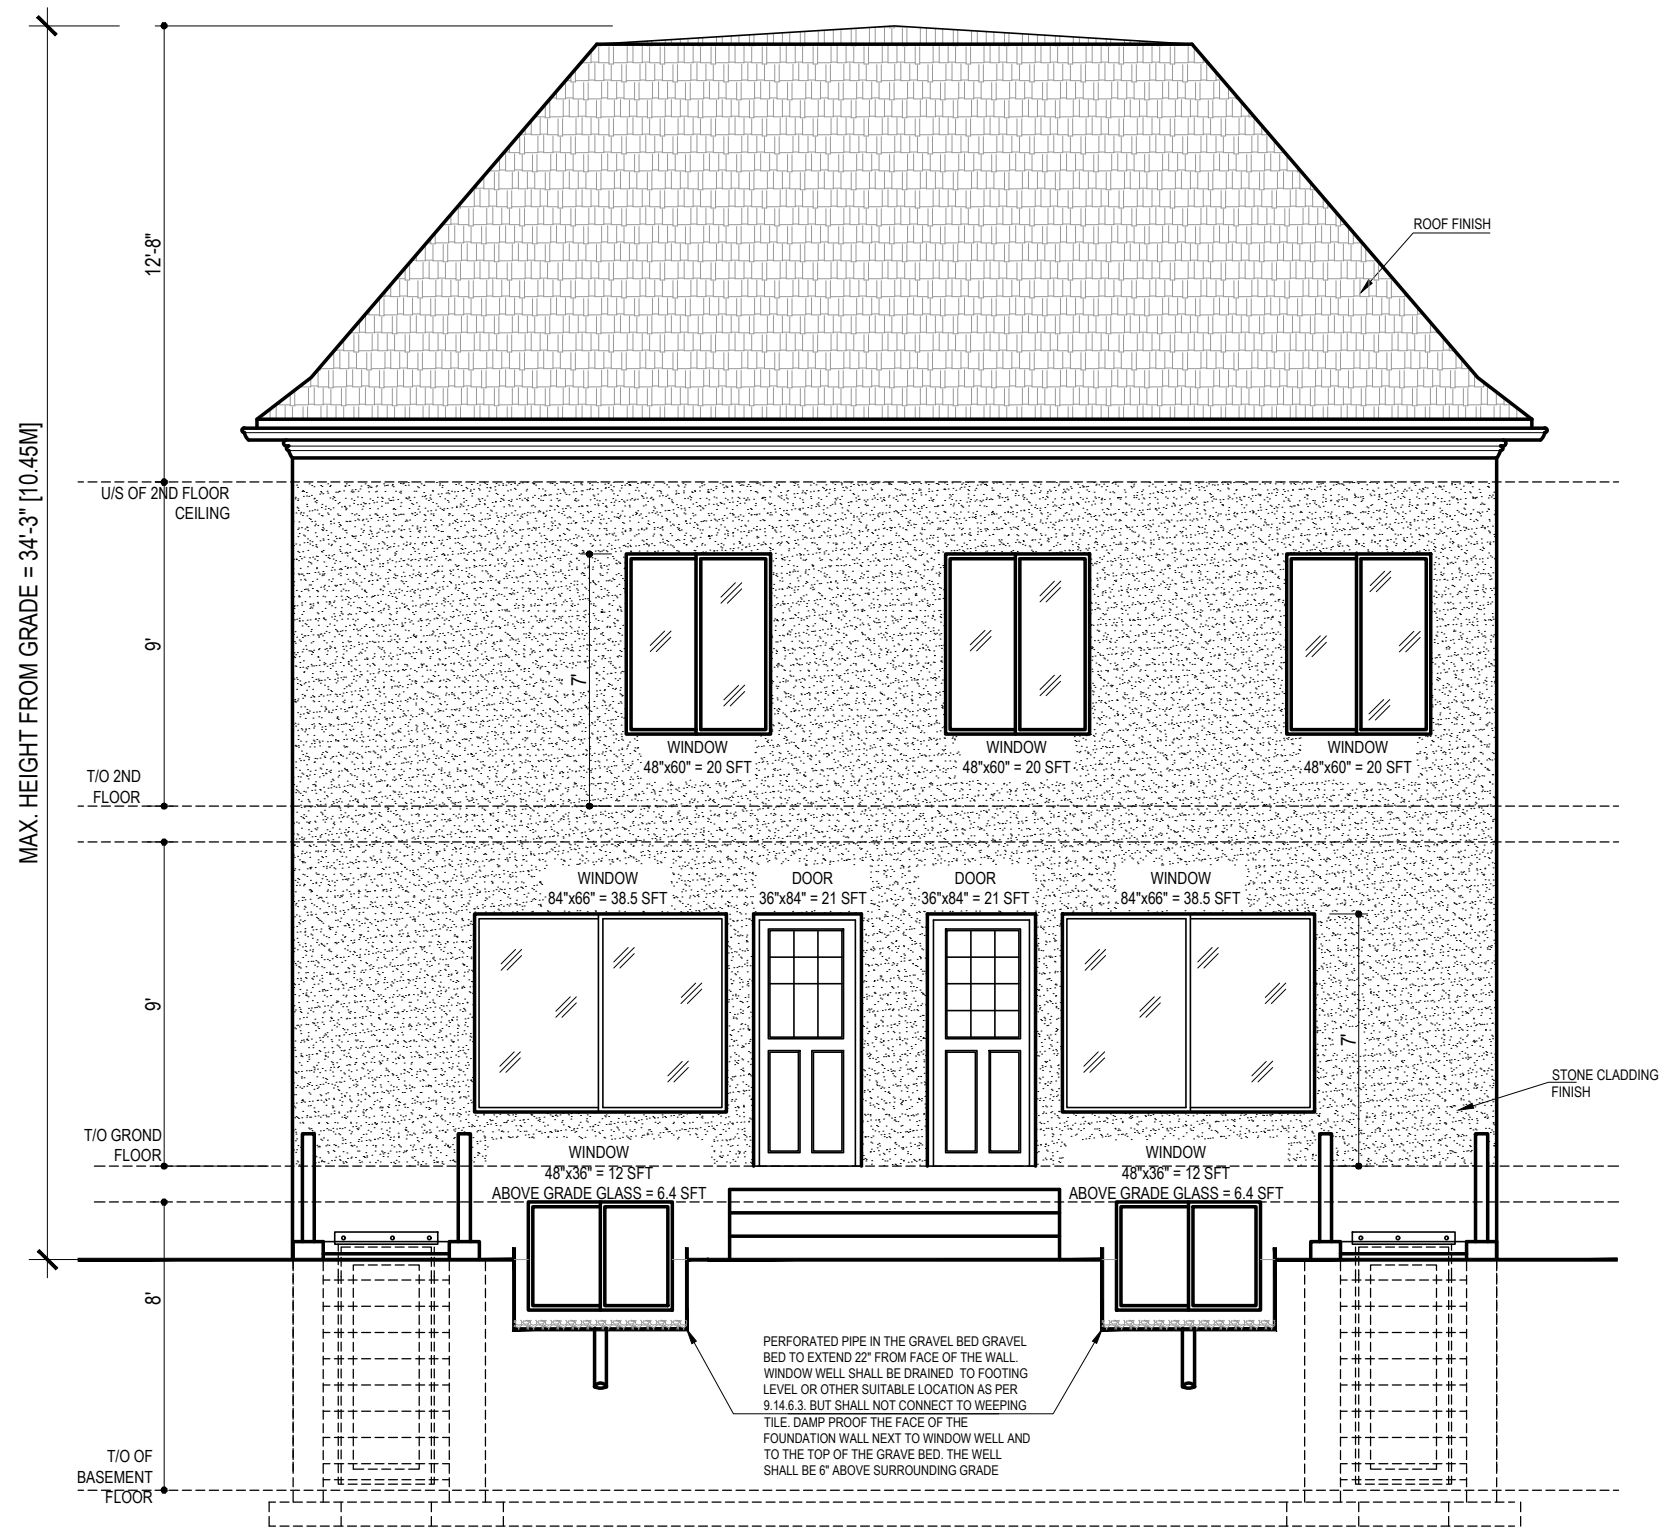 MAX. HEIGHT FROM GRADE = 34'-3" [10.45M]
12'-8"
ROOF FINISH
U/S OF 2ND FLOOR
CEILING
9'
7'
WINDOW
48"x60" = 20 SFT
WINDOW
48"x60" = 20 SFT
WINDOW
48"x60" = 20 SFT
T/O 2ND
FLOOR
WINDOW
84"x66" = 38.5 SFT
DOOR
36"x84" = 21 SFT
DOOR
36"x84" = 21 SFT
WINDOW
84"x66" = 38.5 SFT
9'
7'
STONE CLADDING
FINISH
T/O GROND
FLOOR
WINDOW
48"x36" = 12 SFT
ABOVE GRADE GLASS = 6.4 SFT
WINDOW
48"x36" = 12 SFT
ABOVE GRADE GLASS = 6.4 SFT
8'
PERFORATED PIPE IN THE GRAVEL BED GRAVEL
BED TO EXTEND 22" FROM FACE OF THE WALL.
WINDOW WELL SHALL BE DRAINED TO FOOTING
LEVEL OR OTHER SUITABLE LOCATION AS PER
9.14.6.3. BUT SHALL NOT CONNECT TO WEEPING
TILE. DAMP PROOF THE FACE OF THE
FOUNDATION WALL NEXT TO WINDOW WELL AND
TO THE TOP OF THE GRAVE BED. THE WELL
SHALL BE 6" ABOVE SURROUNDING GRADE
T/O OF
BASEMENT
FLOOR